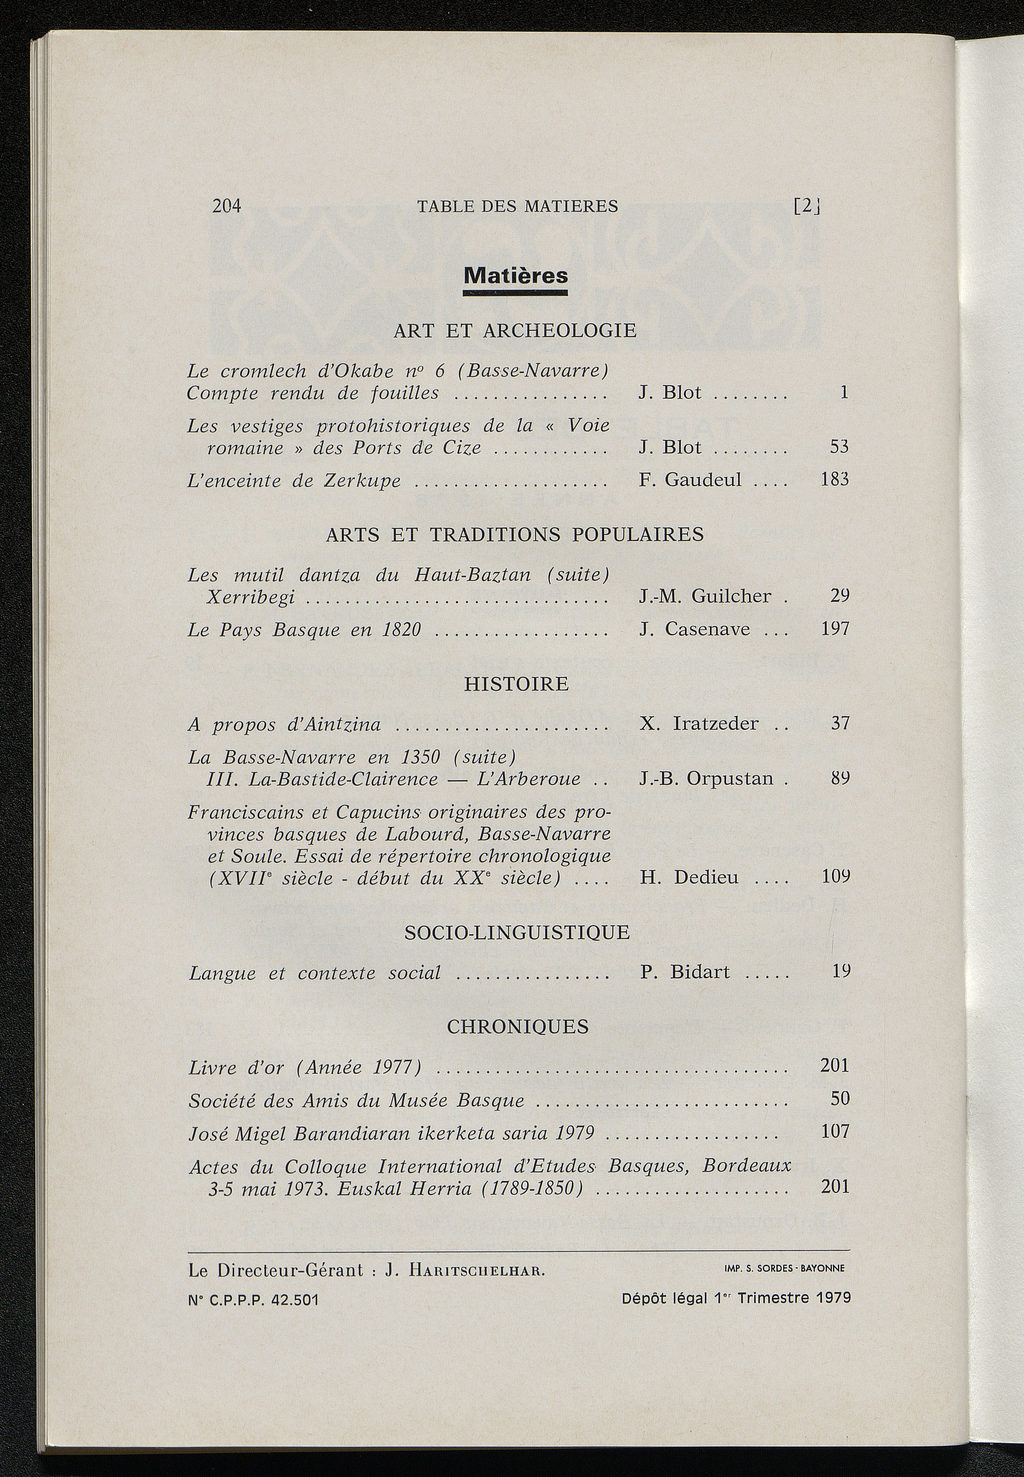 204 TABLE DES MATIERES [2]
Matières
ART ET ARCHEOLOGIE
Le cromlech d'Okabe nº 6 (Basse-Navarre)
Compte rendu de fouilles ................ J. Blot ........ 1
Les vestiges protohistoriques de la « Voie
romaine » des Ports de Cize ............ J. Blot ........ 53
L'enceinte de Zerkupe .................... F. Gaudeul .... 183
ARTS ET TRADITIONS POPULAIRES
Les mutil dantza du Haut-Baztan (suite)
Xerribegi ............................... J.-M. Guilcher . 29
Le Pays Basque en 1820 .................. J. Casenave ... 197
HISTOIRE
A propos d'Aintzina ...................... X. Iratzeder .. 37
La Basse-Navarre en 1350 (suite)
III. La-Bastide-Clairence — L'Arberoue .. J.-B. Orpustan . 89
Franciscains et Capucins originaires des pro-
vinces basques de Labourd, Basse-Navarre
et Soule. Essai de répertoire chronologique
(XVIIe siècle - début du XXe siècle) .... H. Dedieu .... 109
SOCIO-LINGUISTIQUE
Langue et contexte social ................ P. Bidart ..... 19
CHRONIQUES
Livre d'or (Année 1977) .................................... 201
Société des Amis du Musée Basque .......................... 50
José Migel Barandiaran ikerketa saria 1979 .................. 107
Actes du Colloque International d'Etudes Basques, Bordeaux
3-5 mai 1973. Euskal Herria (1789-1850) .................... 201
Le Directeur-Gérant : J. HARITSCHELHAR. IMP. S. SORDES - BAYONNE
N° C.P.P.P. 42.501 Dépôt légal 1er Trimestre 1979